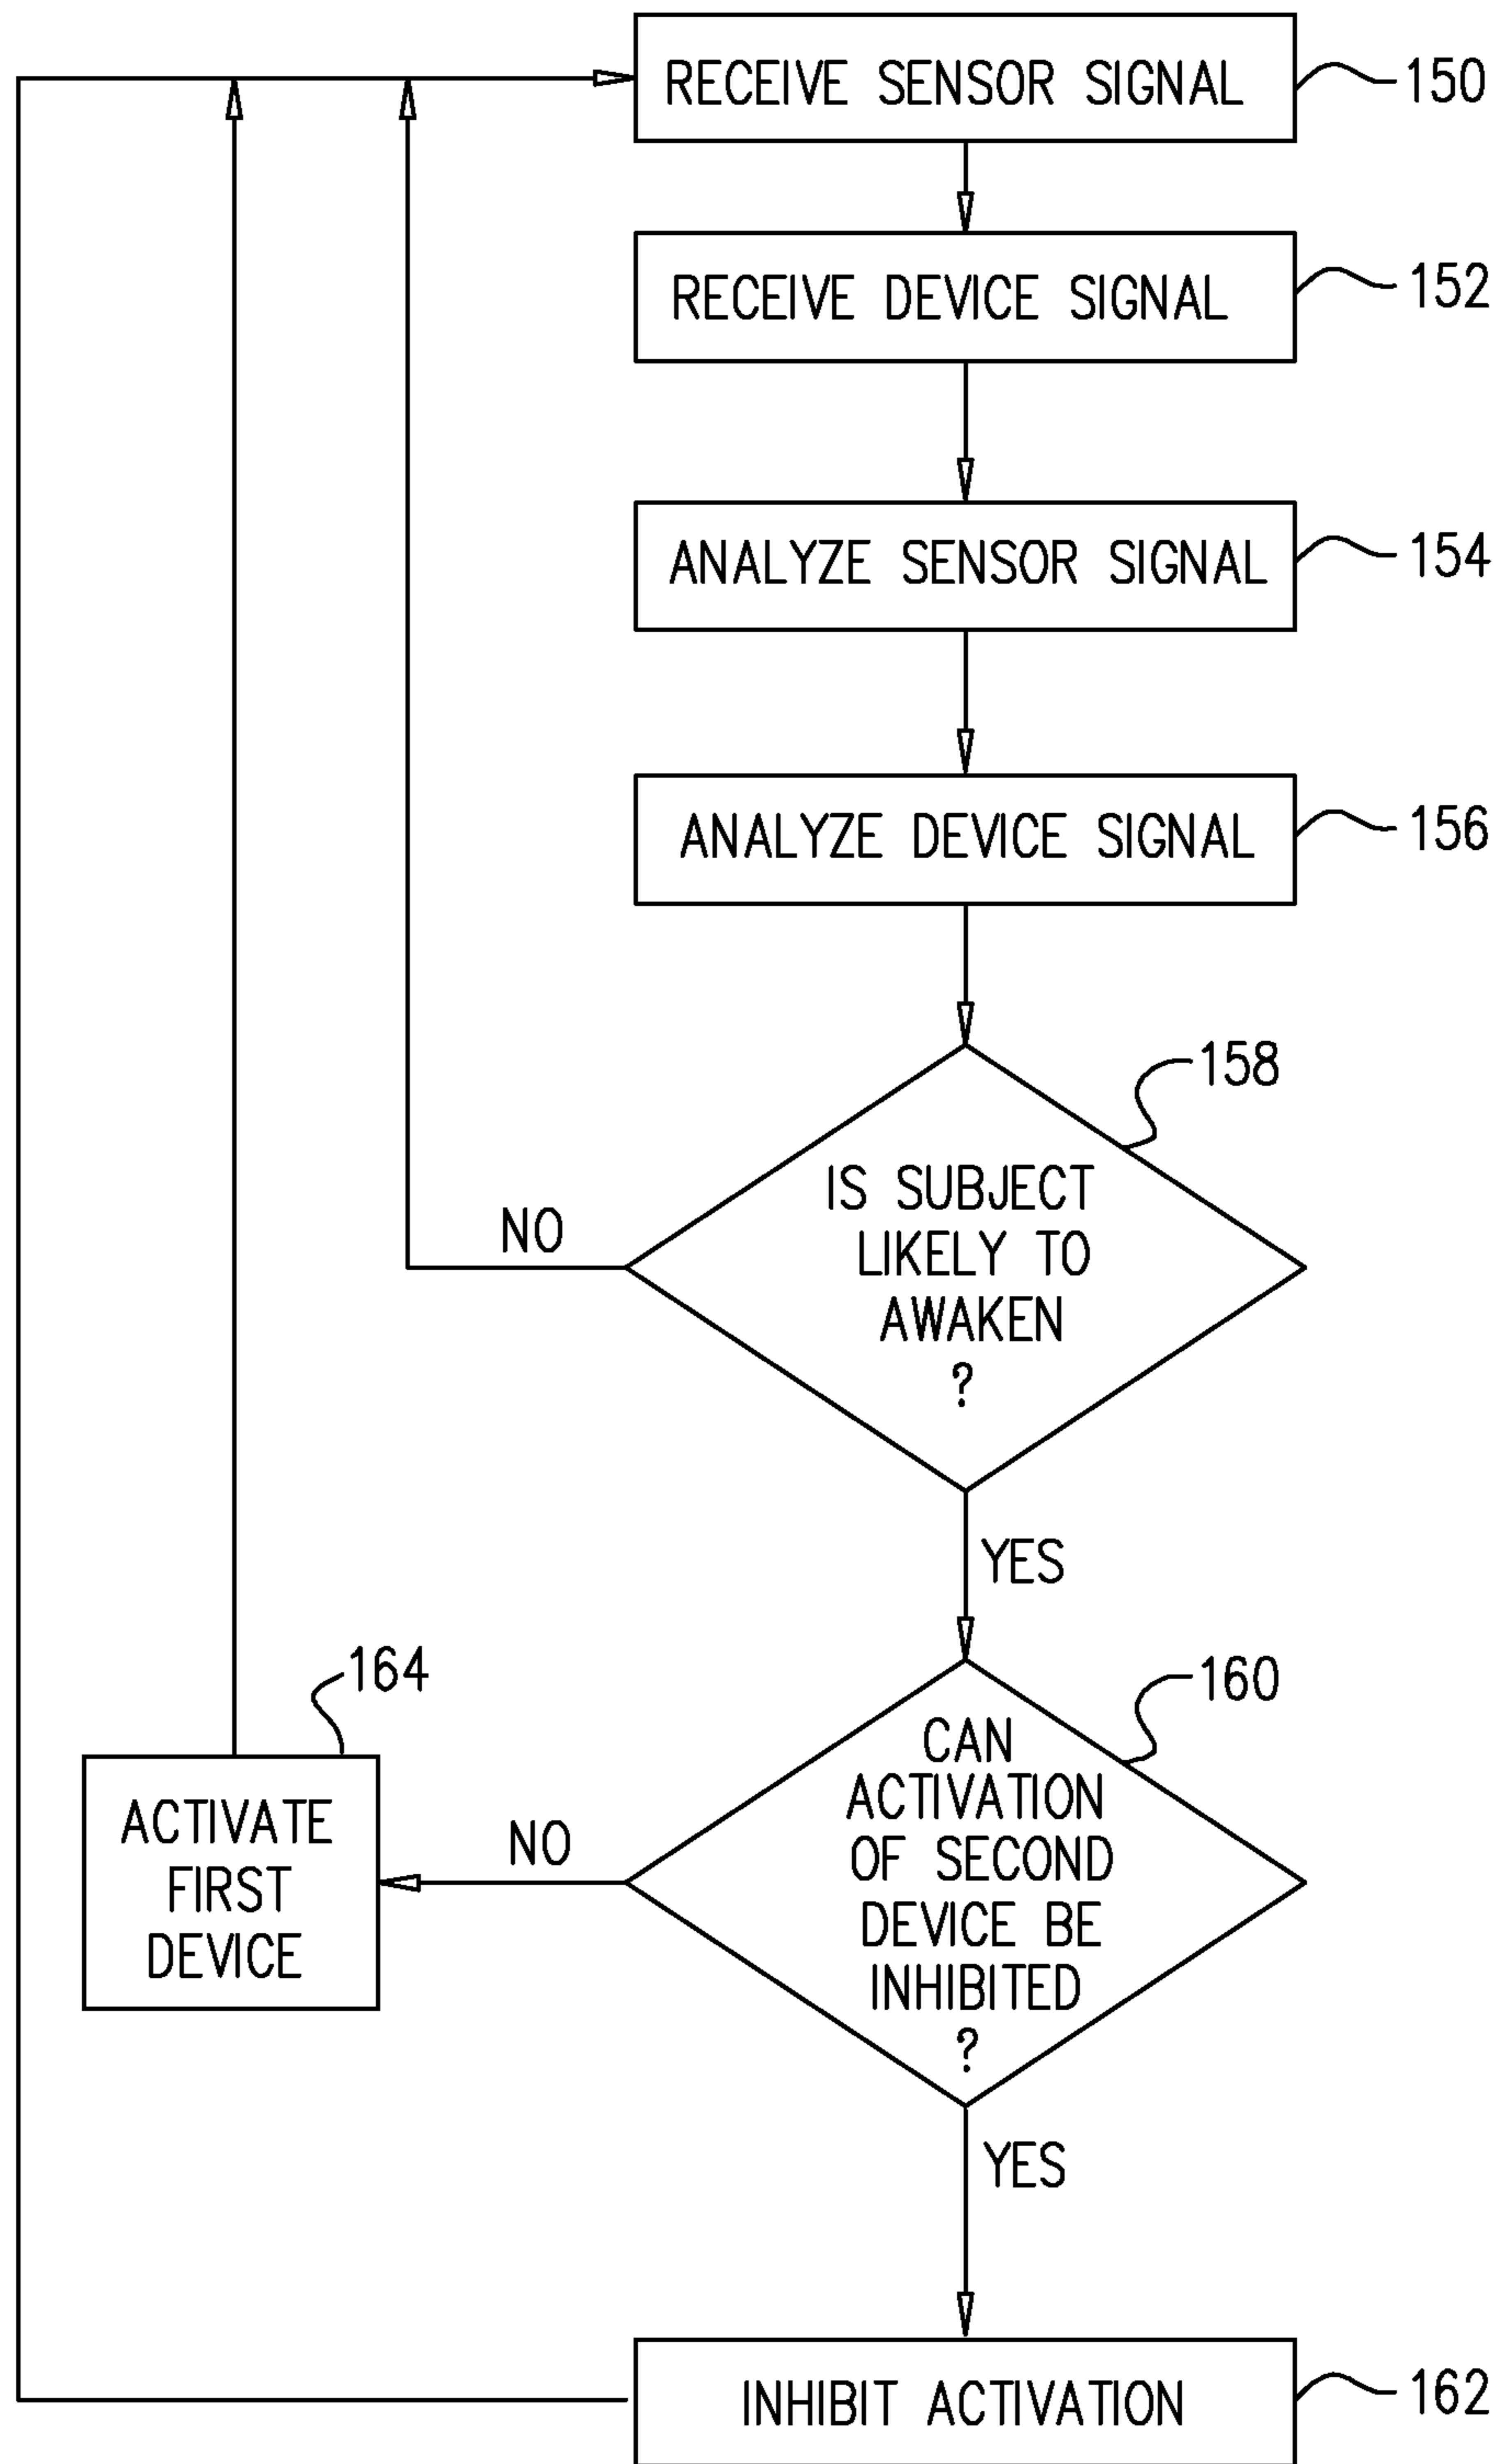 RECEIVE SENSOR SIGNAL
150
RECEIVE DEVICE SIGNAL
152
ANALYZE SENSOR SIGNAL
154
ANALYZE DEVICE SIGNAL
156
158
IS SUBJECT
LIKELY TO
AWAKEN
?
NO
YES
160
CAN
ACTIVATION
OF SECOND
DEVICE BE
INHIBITED
?
NO
164
ACTIVATE
FIRST
DEVICE
YES
INHIBIT ACTIVATION
162